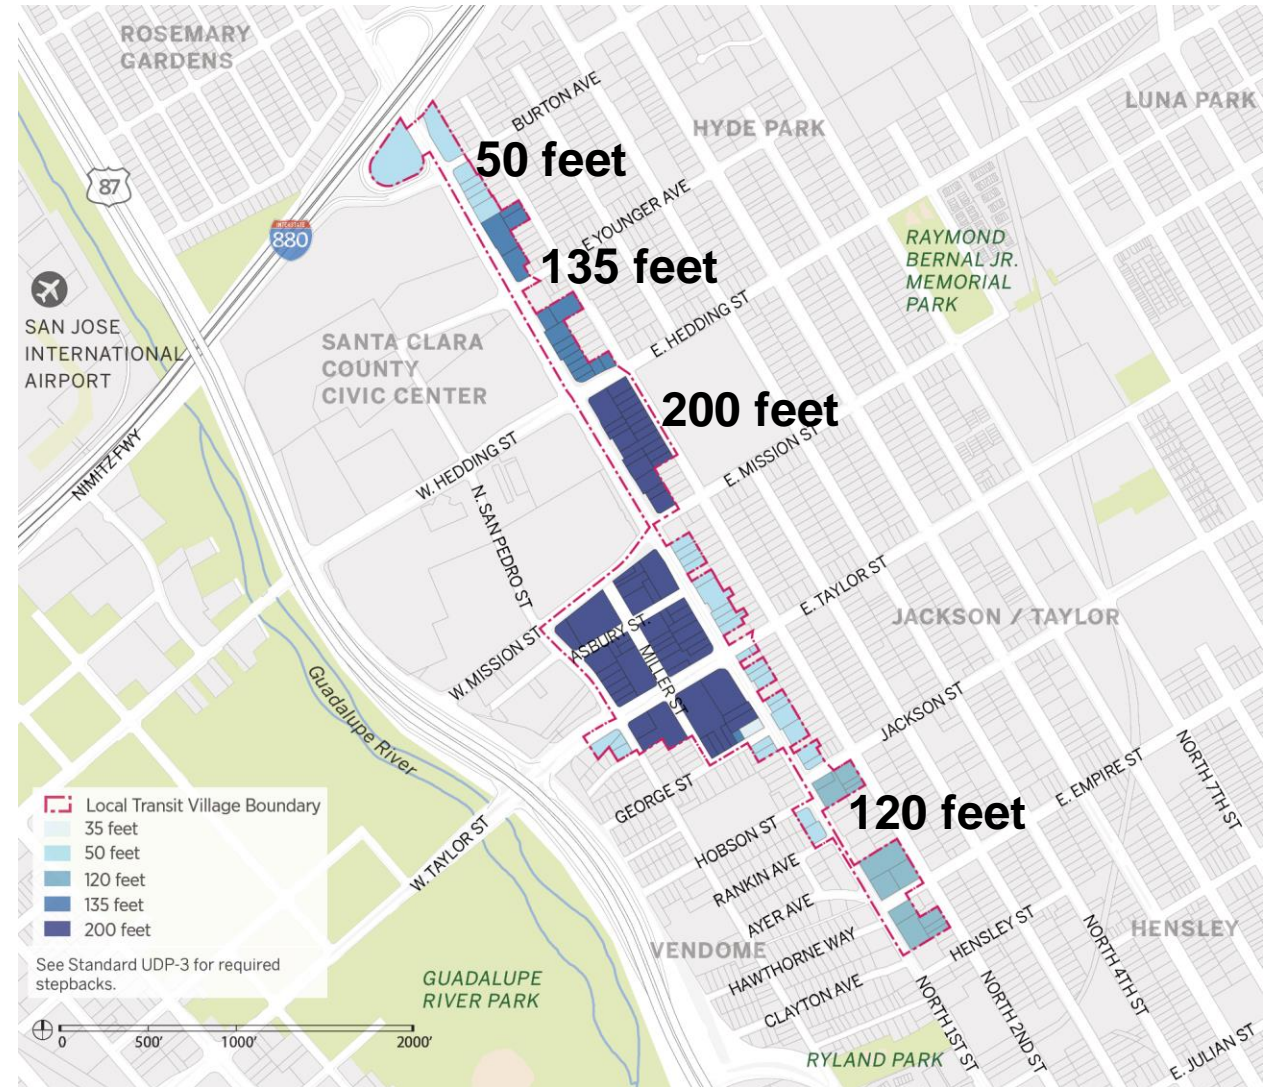 ROSEMARY
GARDENS
BURTON AVE
LUNA PARK
HYDE PARK
50 feet
87
INTERSTATE
880
E YOUNGER AVE
RAYMOND
BERNAL JR.
MEMORIAL
PARK
135 feet
SAN JOSE
INTERNATIONAL
AIRPORT
SANTA CLARA
COUNTY
CIVIC CENTER
E. HEDDING ST
200 feet
NIMITZ FWY
W. HEDDING ST
E. MISSION ST
N. SAN PEDRO ST
E. TAYLOR ST
JACKSON / TAYLOR
W. MISSION ST
ASBURY ST.
MILLER ST
Guadalupe River
JACKSON ST
NORTH 7TH ST
E. EMPIRE ST
GEORGE ST
120 feet
Local Transit Village Boundary
35 feet
50 feet
120 feet
135 feet
200 feet
See Standard UDP-3 for required
stepbacks.
W. TAYLOR ST
HOBSON ST
RANKIN AVE
AYER AVE
VENDOME
HAWTHORNE WAY
CLAYTON AVE
HENSLEY ST
HENSLEY
NORTH 4TH ST
NORTH 2ND ST
NORTH 1ST ST
GUADALUPE
RIVER PARK
RYLAND PARK
E. JULIAN ST
0 500' 1000' 2000'